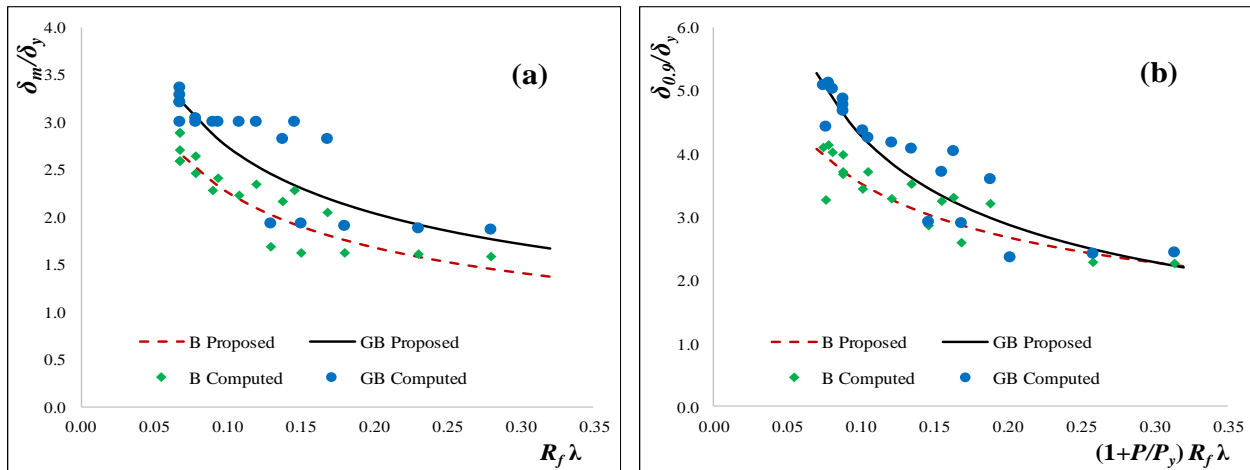 δm/δy
4.0
3.5
3.0
2.5
2.0
1.5
1.0
0.5
0.0
(a)
B Proposed GB Proposed
B Computed GB Computed
0.00 0.05 0.10 0.15 0.20 0.25 0.30 0.35
Rf λ
δ0.9/δy
6.0
5.0
4.0
3.0
2.0
1.0
0.0
(b)
B Proposed GB Proposed
B Computed GB Computed
0.00 0.05 0.10 0.15 0.20 0.25 0.30 0.35
(1+P/Py) Rf λ